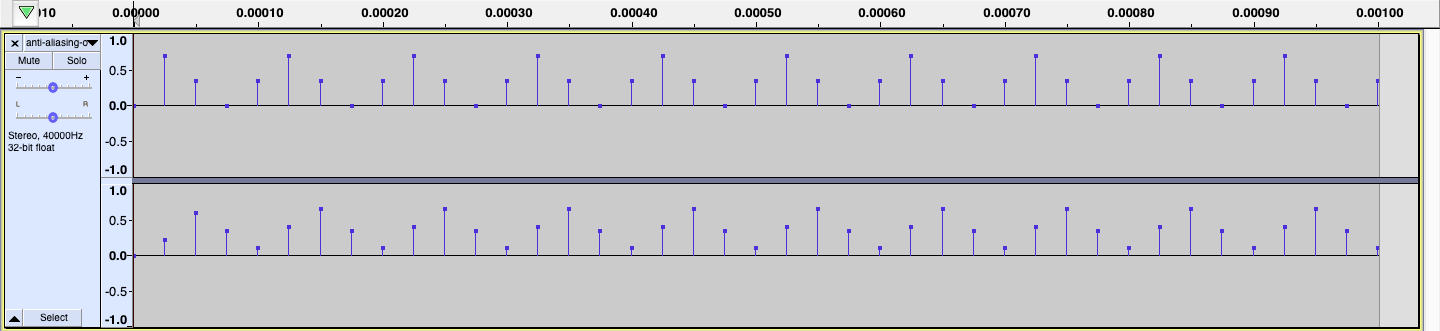 10 0.00000 0.00010 0.00020 0.00030 0.00040 0.00050 0.00060 0.00070 0.00080 0.00090 0.00100
× anti-aliasing-o 1.0
Mute Solo
- + 0.5
L R 0.0
Stereo, 40000Hz -0.5
32-bit float
-1.0
1.0
0.5
0.0
-0.5
Select -1.0